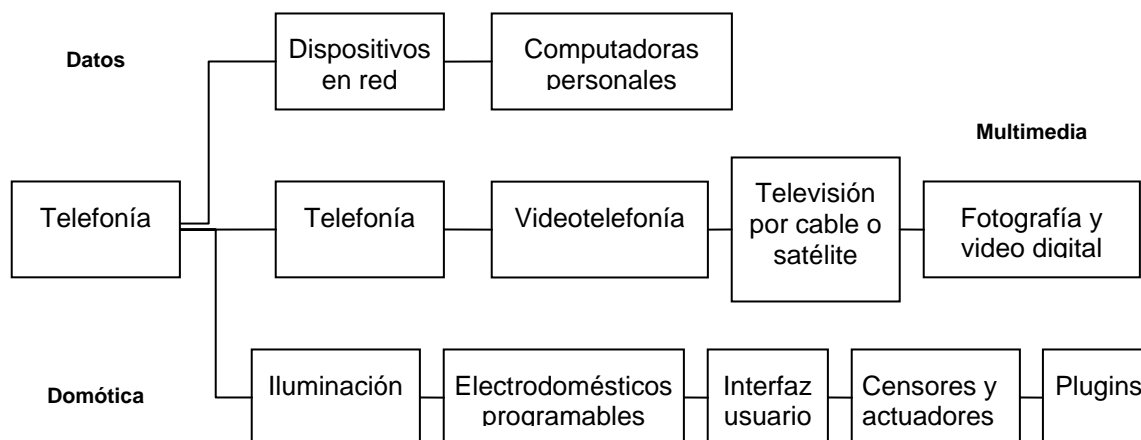 Datos
Dispositivos
en red
Computadoras
personales
Multimedia
Telefonía
Telefonía
Videotelefonía
Televisión
por cable o
satélite
Fotografía y
video digital
Domótica
Iluminación
Electrodomésticos
programables
Interfaz
usuario
Censores y
actuadores
Plugins